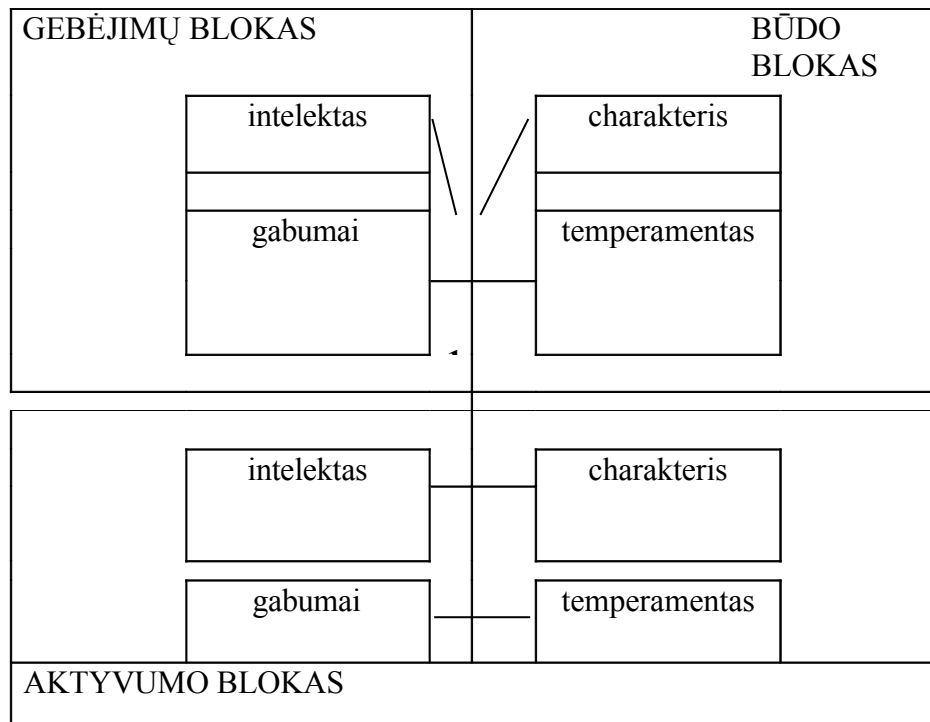 GEBĖJIMŲ BLOKAS
BŪDO
BLOKAS
intelektas
charakteris
gabumai
temperamentas
intelektas
charakteris
gabumai
temperamentas
AKTYVUMO BLOKAS